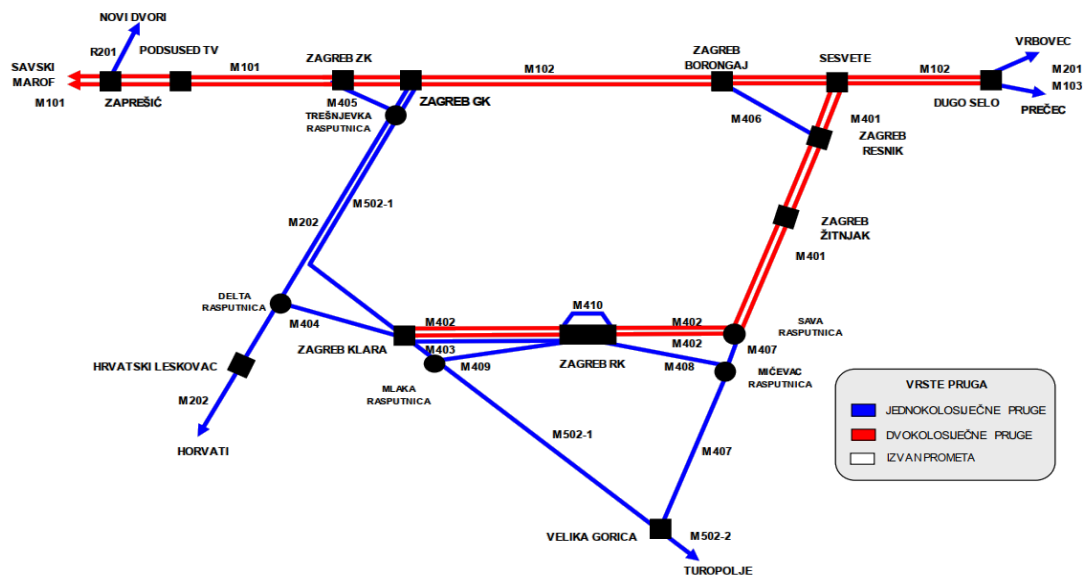 NOVI DVORI
R201
PODSUSED TV
SAVSKI
MAROF
M101
ZAPREŠIĆ
M101
ZAGREB ZK
M405
TREŠNJEVKA
RASPUTNICA
ZAGREB GK
M102
ZAGREB
BORONGAJ
SESVETE
M102
VRBOVEC
M201
M103
PREČEC
DUGO SELO
M406
M401
ZAGREB
RESNIK
ZAGREB
ŽITNJAK
M401
M502-1
M202
DELTA
RASPUTNICA
M404
HRVATSKI LESKOVAC
M202
HORVATI
ZAGREB KLARA
M402
M403
M409
MLAKA
RASPUTNICA
M410
ZAGREB RK
M402
M402
M408
SAVA
RASPUTNICA
M407
MIĆEVAC
RASPUTNICA
M407
M502-1
VELIKA GORICA
M502-2
TUROPOLJE
VRSTE PRUGA
JEDNOKOLOSIJEČNE PRUGE
DVOKOLOSIJEČNE PRUGE
IZVAN PROMETA